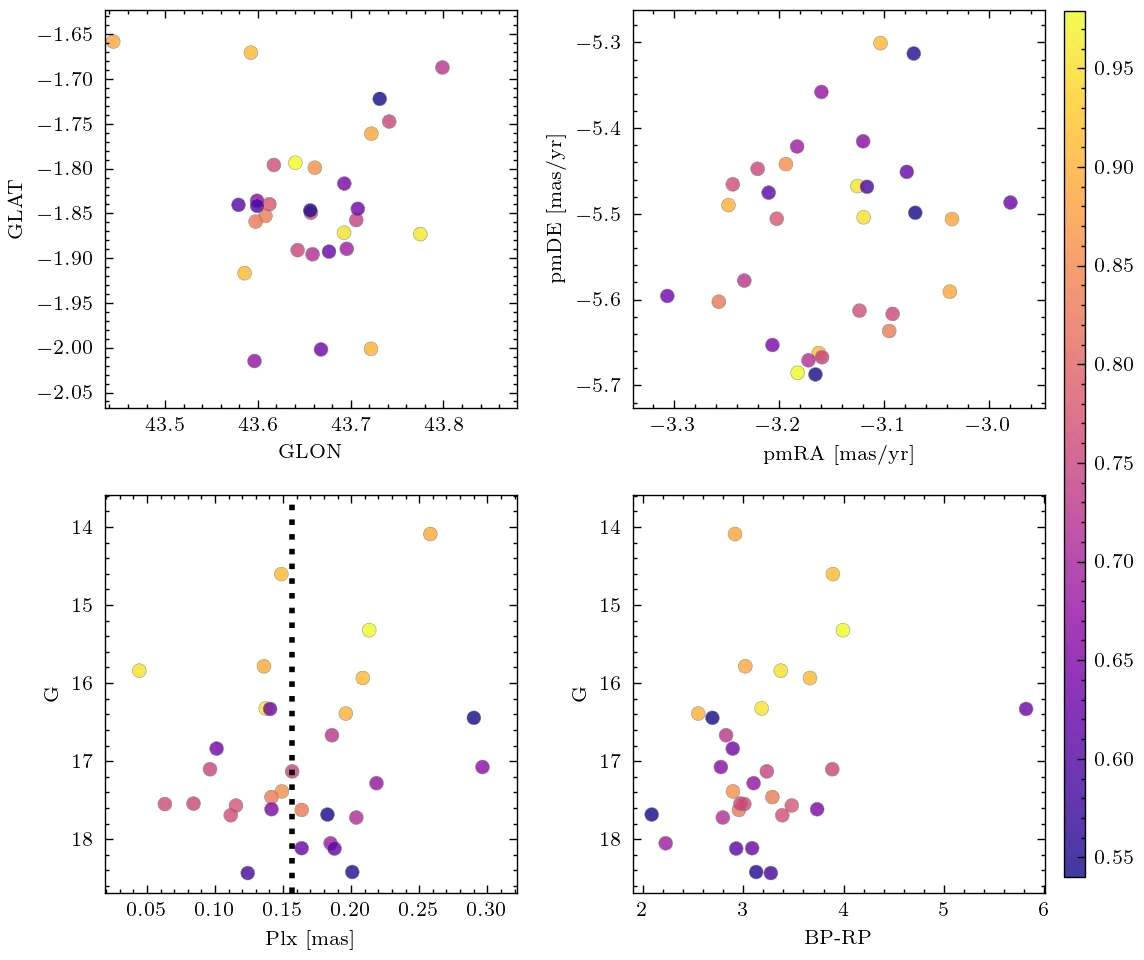 −1.65
−1.70
−1.75
−1.80
−1.85
−1.90
−1.95
−2.00
−2.05
GLAT
43.5 43.6 43.7 43.8
GLON
−5.3
−5.4
−5.5
−5.6
−5.7
pmDE [mas/yr]
−3.3 −3.2 −3.1 −3.0
pmRA [mas/yr]
14
15
16
17
18
G
0.05 0.10 0.15 0.20 0.25 0.30
Plx [mas]
14
15
16
17
18
G
2 3 4 5 6
BP-RP
0.95
0.90
0.85
0.80
0.75
0.70
0.65
0.60
0.55